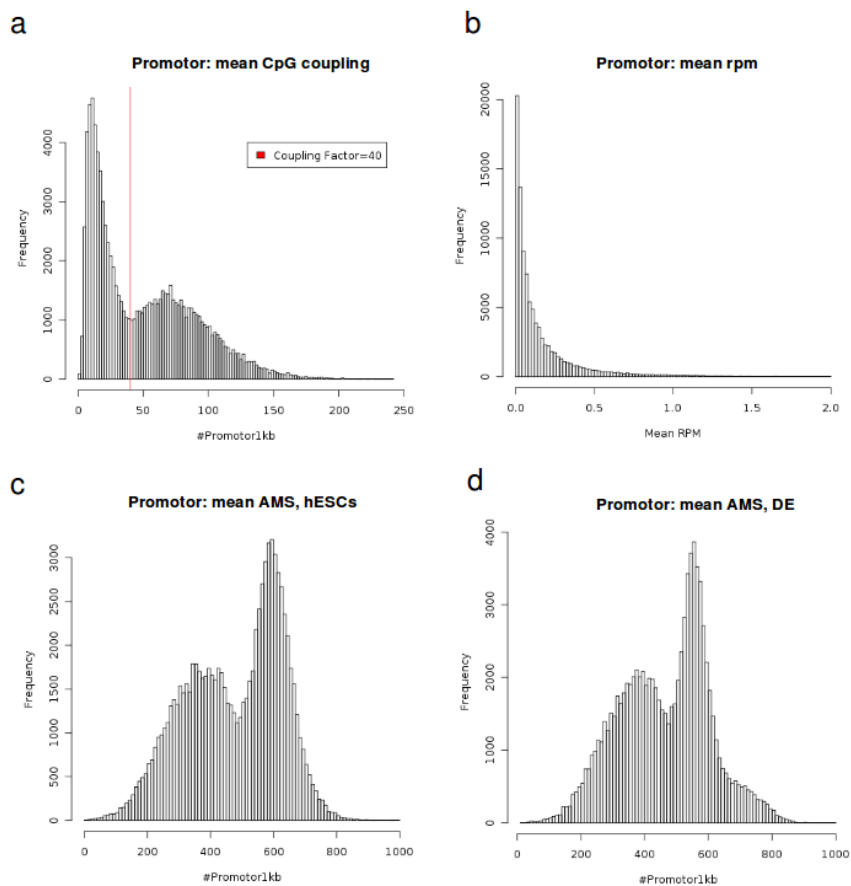 a
Promotor: mean CpG coupling
Frequency
0 1000 2000 3000 4000
Coupling Factor=40
0 50 100 150 200 250
#Promotor1kb
b
Promotor: mean rpm
Frequency
0 5000 10000 15000 20000
0.0 0.5 1.0 1.5 2.0
Mean RPM
c
Promotor: mean AMS, hESCs
Frequency
0 500 1000 1500 2000 2500 3000
0 200 400 600 800 1000
#Promotor1kb
d
Promotor: mean AMS, DE
Frequency
0 1000 2000 3000 4000
0 200 400 600 800 1000
#Promotor1kb